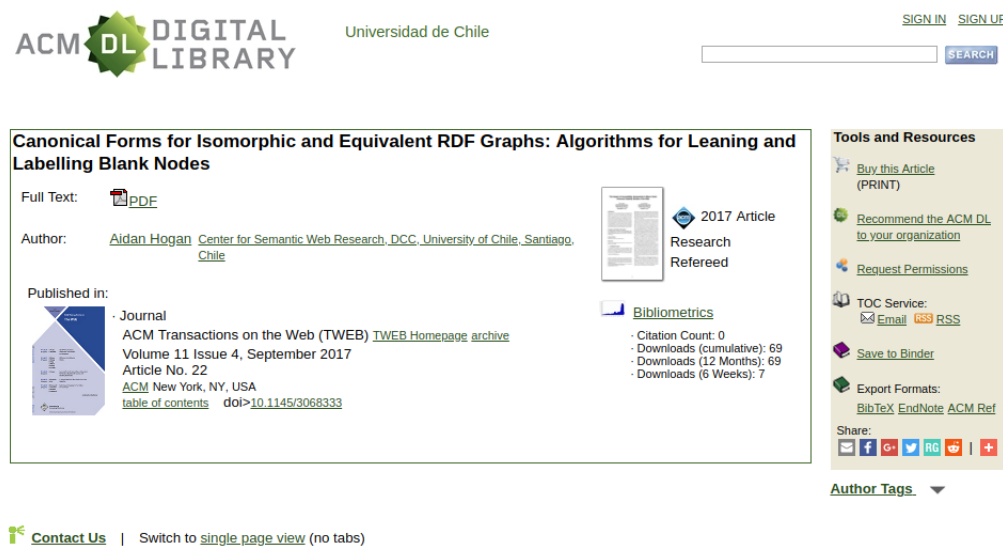 ACM DL DIGITAL LIBRARY
Universidad de Chile
SIGN IN SIGN UP
SEARCH
Canonical Forms for Isomorphic and Equivalent RDF Graphs: Algorithms for Leaning and
Labelling Blank Nodes
Full Text: PDF
Author: Aidan Hogan Center for Semantic Web Research, DCC, University of Chile, Santiago,
Chile
2017 Article
Research
Refereed
Published in:
· Journal
ACM Transactions on the Web (TWEB) TWEB Homepage archive
Volume 11 Issue 4, September 2017
Article No. 22
ACM New York, NY, USA
table of contents doi>10.1145/3068333
Bibliometrics
· Citation Count: 0
· Downloads (cumulative): 69
· Downloads (12 Months): 69
· Downloads (6 Weeks): 7
Tools and Resources
Buy this Article
(PRINT)
Recommend the ACM DL
to your organization
Request Permissions
TOC Service:
Email RSS RSS
Save to Binder
Export Formats:
BibTeX EndNote ACM Ref
Share:
G+ RG | +
Author Tags
Contact Us | Switch to single page view (no tabs)